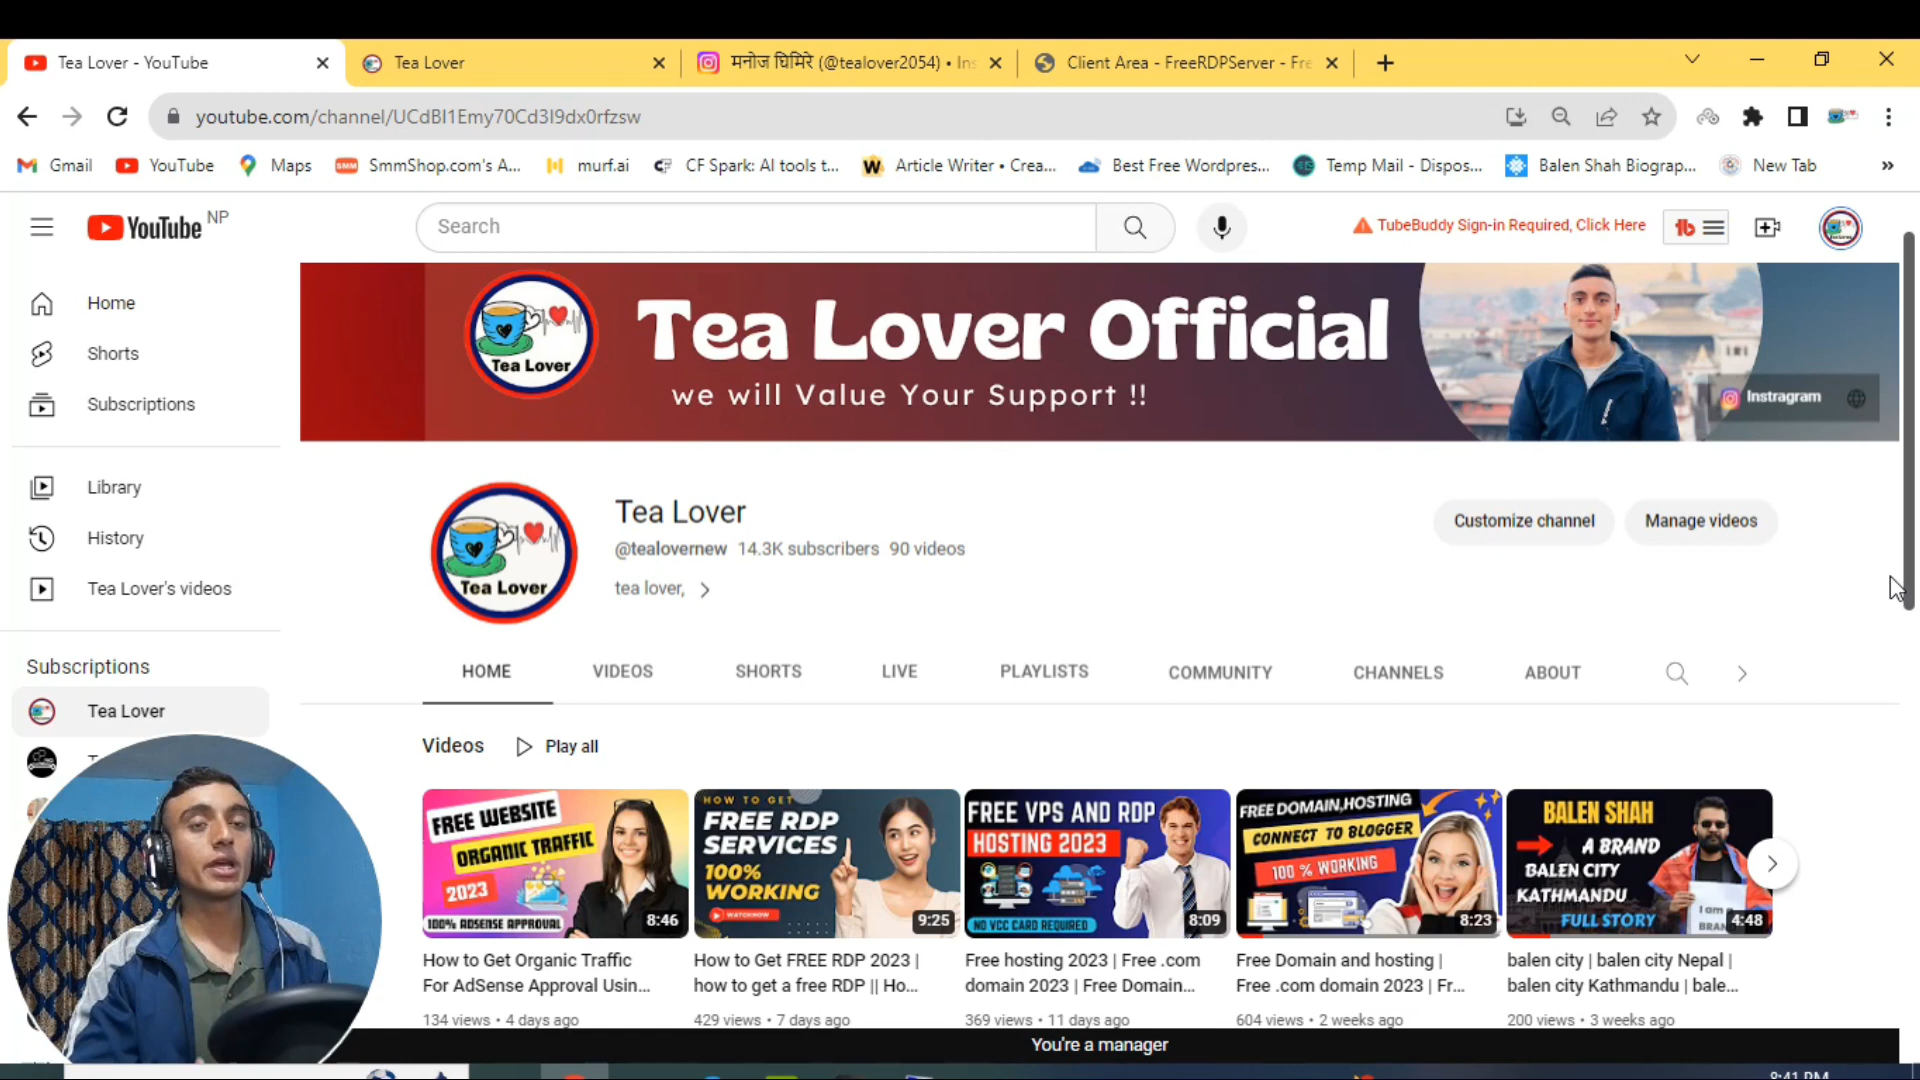 Tea Lover - YouTube
Tea Lover
मनोज घिमिरे (@tealover2054) • Ins
Client Area - FreeRDPServer - Fre
youtube.com/channel/UCdBI1Emy70Cd3I9dx0rfzsw
Gmail
YouTube
Maps
SMM
SmmShop.com's A...
murf.ai
CF Spark: AI tools t...
Article Writer • Crea...
Best Free Wordpres...
Temp Mail - Dispos...
Balen Shah Biograp...
New Tab
YouTube NP
Search
TubeBuddy Sign-in Required, Click Here
Home
Shorts
Subscriptions
Library
History
Tea Lover's videos
Subscriptions
Tea Lover
Tea Lover
Tea Lover Official
we will Value Your Support !!
Instragram
Tea Lover
Tea Lover
@tealovernew 14.3K subscribers 90 videos
tea lover,
Customize channel
Manage videos
HOME
VIDEOS
SHORTS
LIVE
PLAYLISTS
COMMUNITY
CHANNELS
ABOUT
Videos
Play all
FREE WEBSITE
ORGANIC TRAFFIC
2023
100% ADSENSE APPROVAL
8:46
How to Get Organic Traffic
For AdSense Approval Usin...
134 views • 4 days ago
HOW TO GET
FREE RDP
SERVICES
100%
WORKING
WATCH NOW
9:25
How to Get FREE RDP 2023 |
how to get a free RDP || Ho...
429 views • 7 days ago
FREE VPS AND RDP
HOSTING 2023
NO VCC CARD REQUIRED
8:09
Free hosting 2023 | Free .com
domain 2023 | Free Domain...
369 views • 11 days ago
FREE DOMAIN,HOSTING
CONNECT TO BLOGGER
100 % WORKING
8:23
Free Domain and hosting |
Free .com domain 2023 | Fr...
604 views • 2 weeks ago
BALEN SHAH
A BRAND
BALEN CITY
KATHMANDU
FULL STORY
I am
BRAN
4:48
balen city | balen city Nepal |
balen city Kathmandu | bale...
200 views • 3 weeks ago
You're a manager
8:41 PM